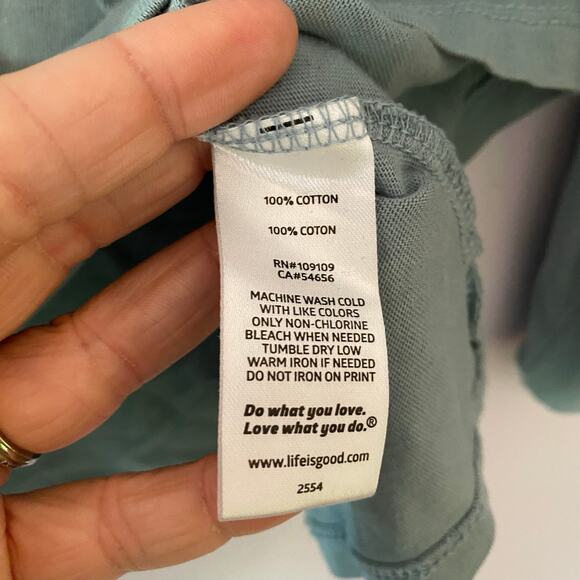 100% COTTON
100% COTON
RN#109109
CA#54656
MACHINE WASH COLD
WITH LIKE COLORS
ONLY NON-CHLORINE
BLEACH WHEN NEEDED
TUMBLE DRY LOW
WARM IRON IF NEEDED
DO NOT IRON ON PRINT
Do what you love.
Love what you do.®
www.lifeisgood.com
2554